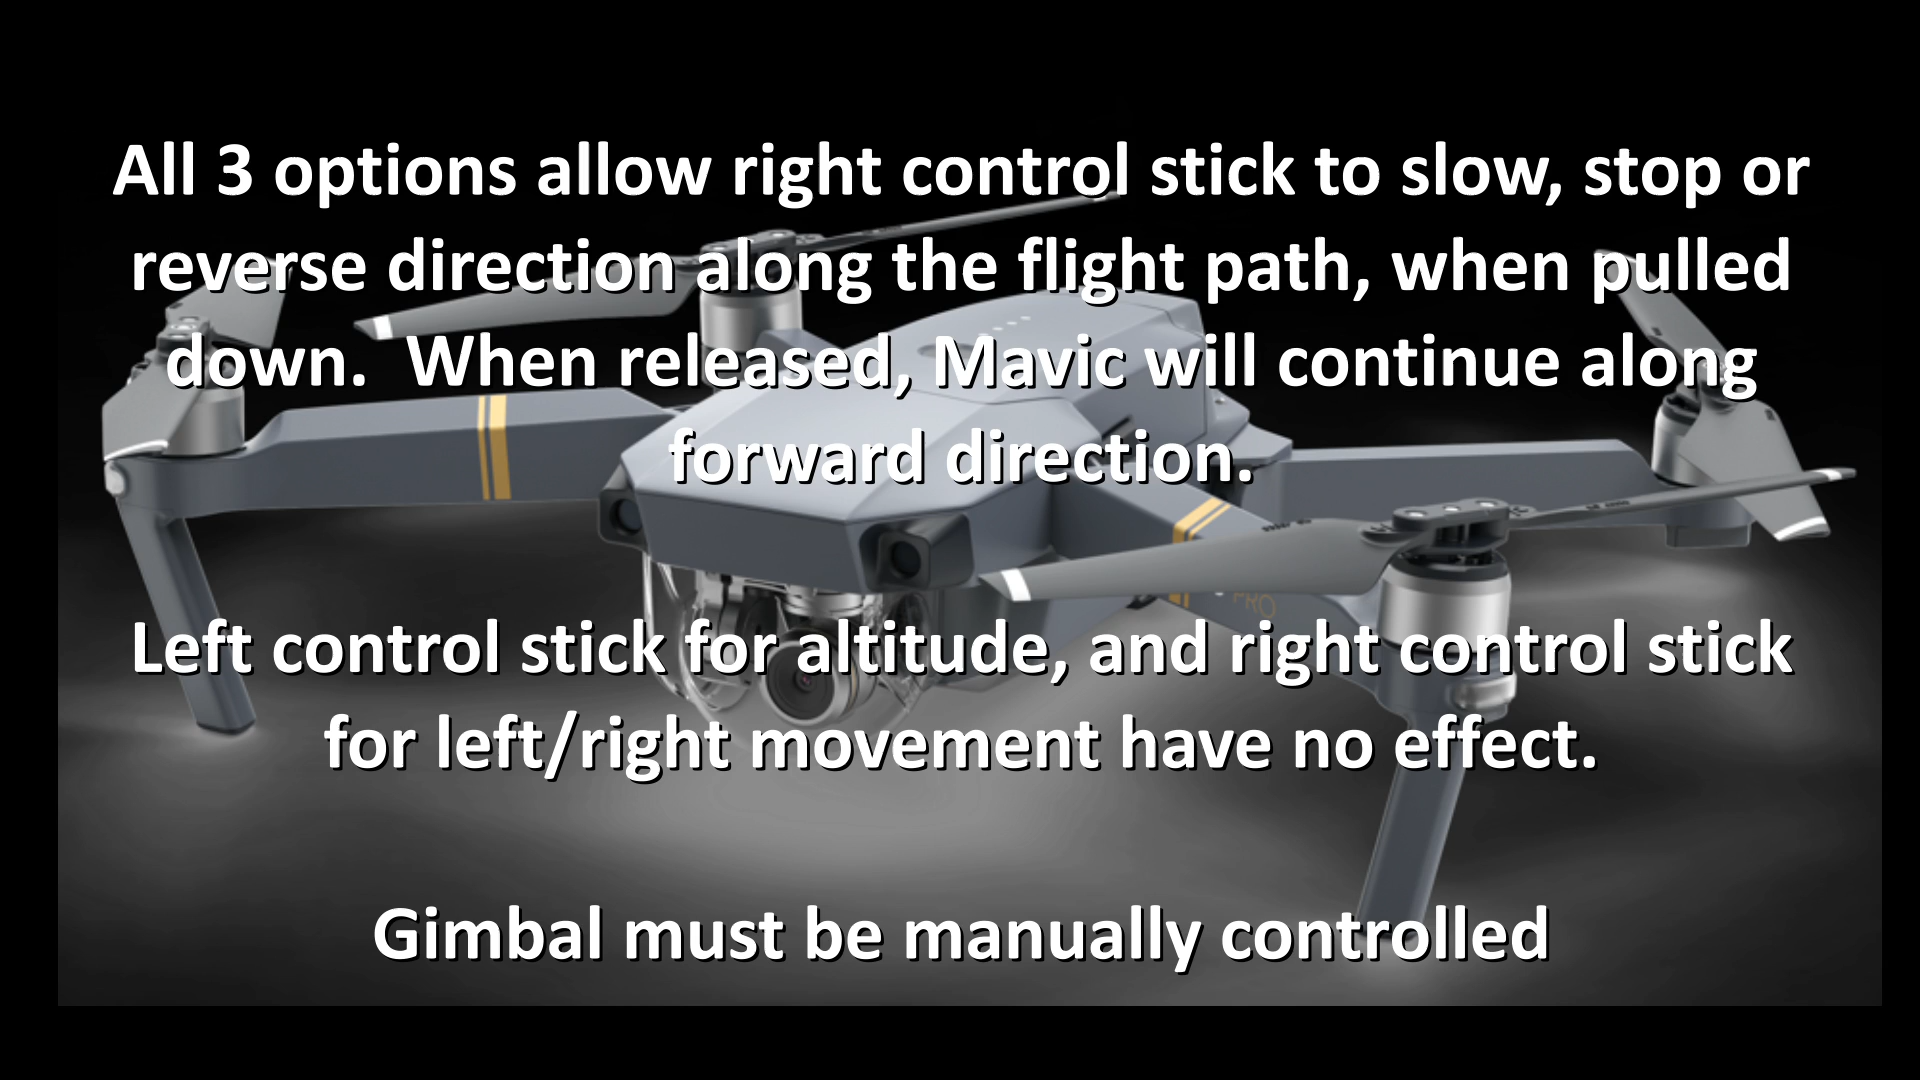 All 3 options allow right control stick to slow, stop or
reverse direction along the flight path, when pulled
down.  When released, Mavic will continue along
forward direction.
Left control stick for altitude, and right control stick
for left/right movement have no effect.
PRO
Gimbal must be manually controlled